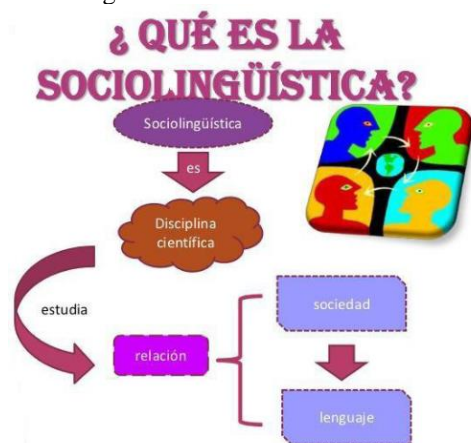 ¿ QUÉ ES LA
SOCIOLINGÜÍSTICA?
Sociolingüística
es
Disciplina
científica
estudia
relación
sociedad
lenguaje